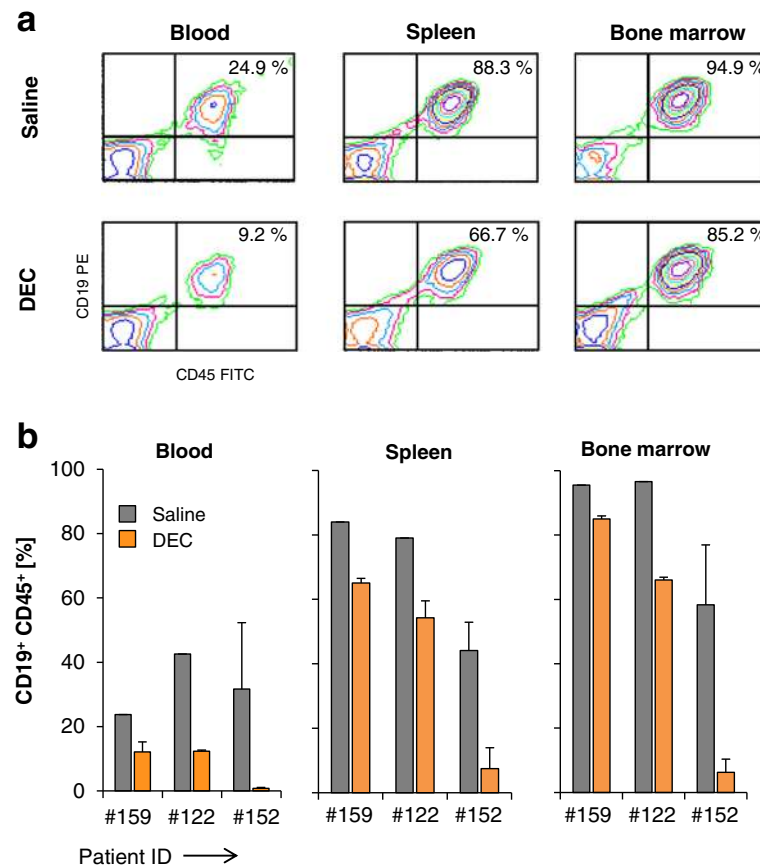 a
Blood
Spleen
Bone marrow
Saline
24.9 %
88.3 %
94.9 %
DEC
9.2 %
66.7 %
85.2 %
CD19 PE
CD45 FITC
b
Blood
Spleen
Bone marrow
CD19⁺ CD45⁺ [%]
100
80
60
40
20
0
Saline
DEC
#159 #122 #152
#159 #122 #152
#159 #122 #152
Patient ID →